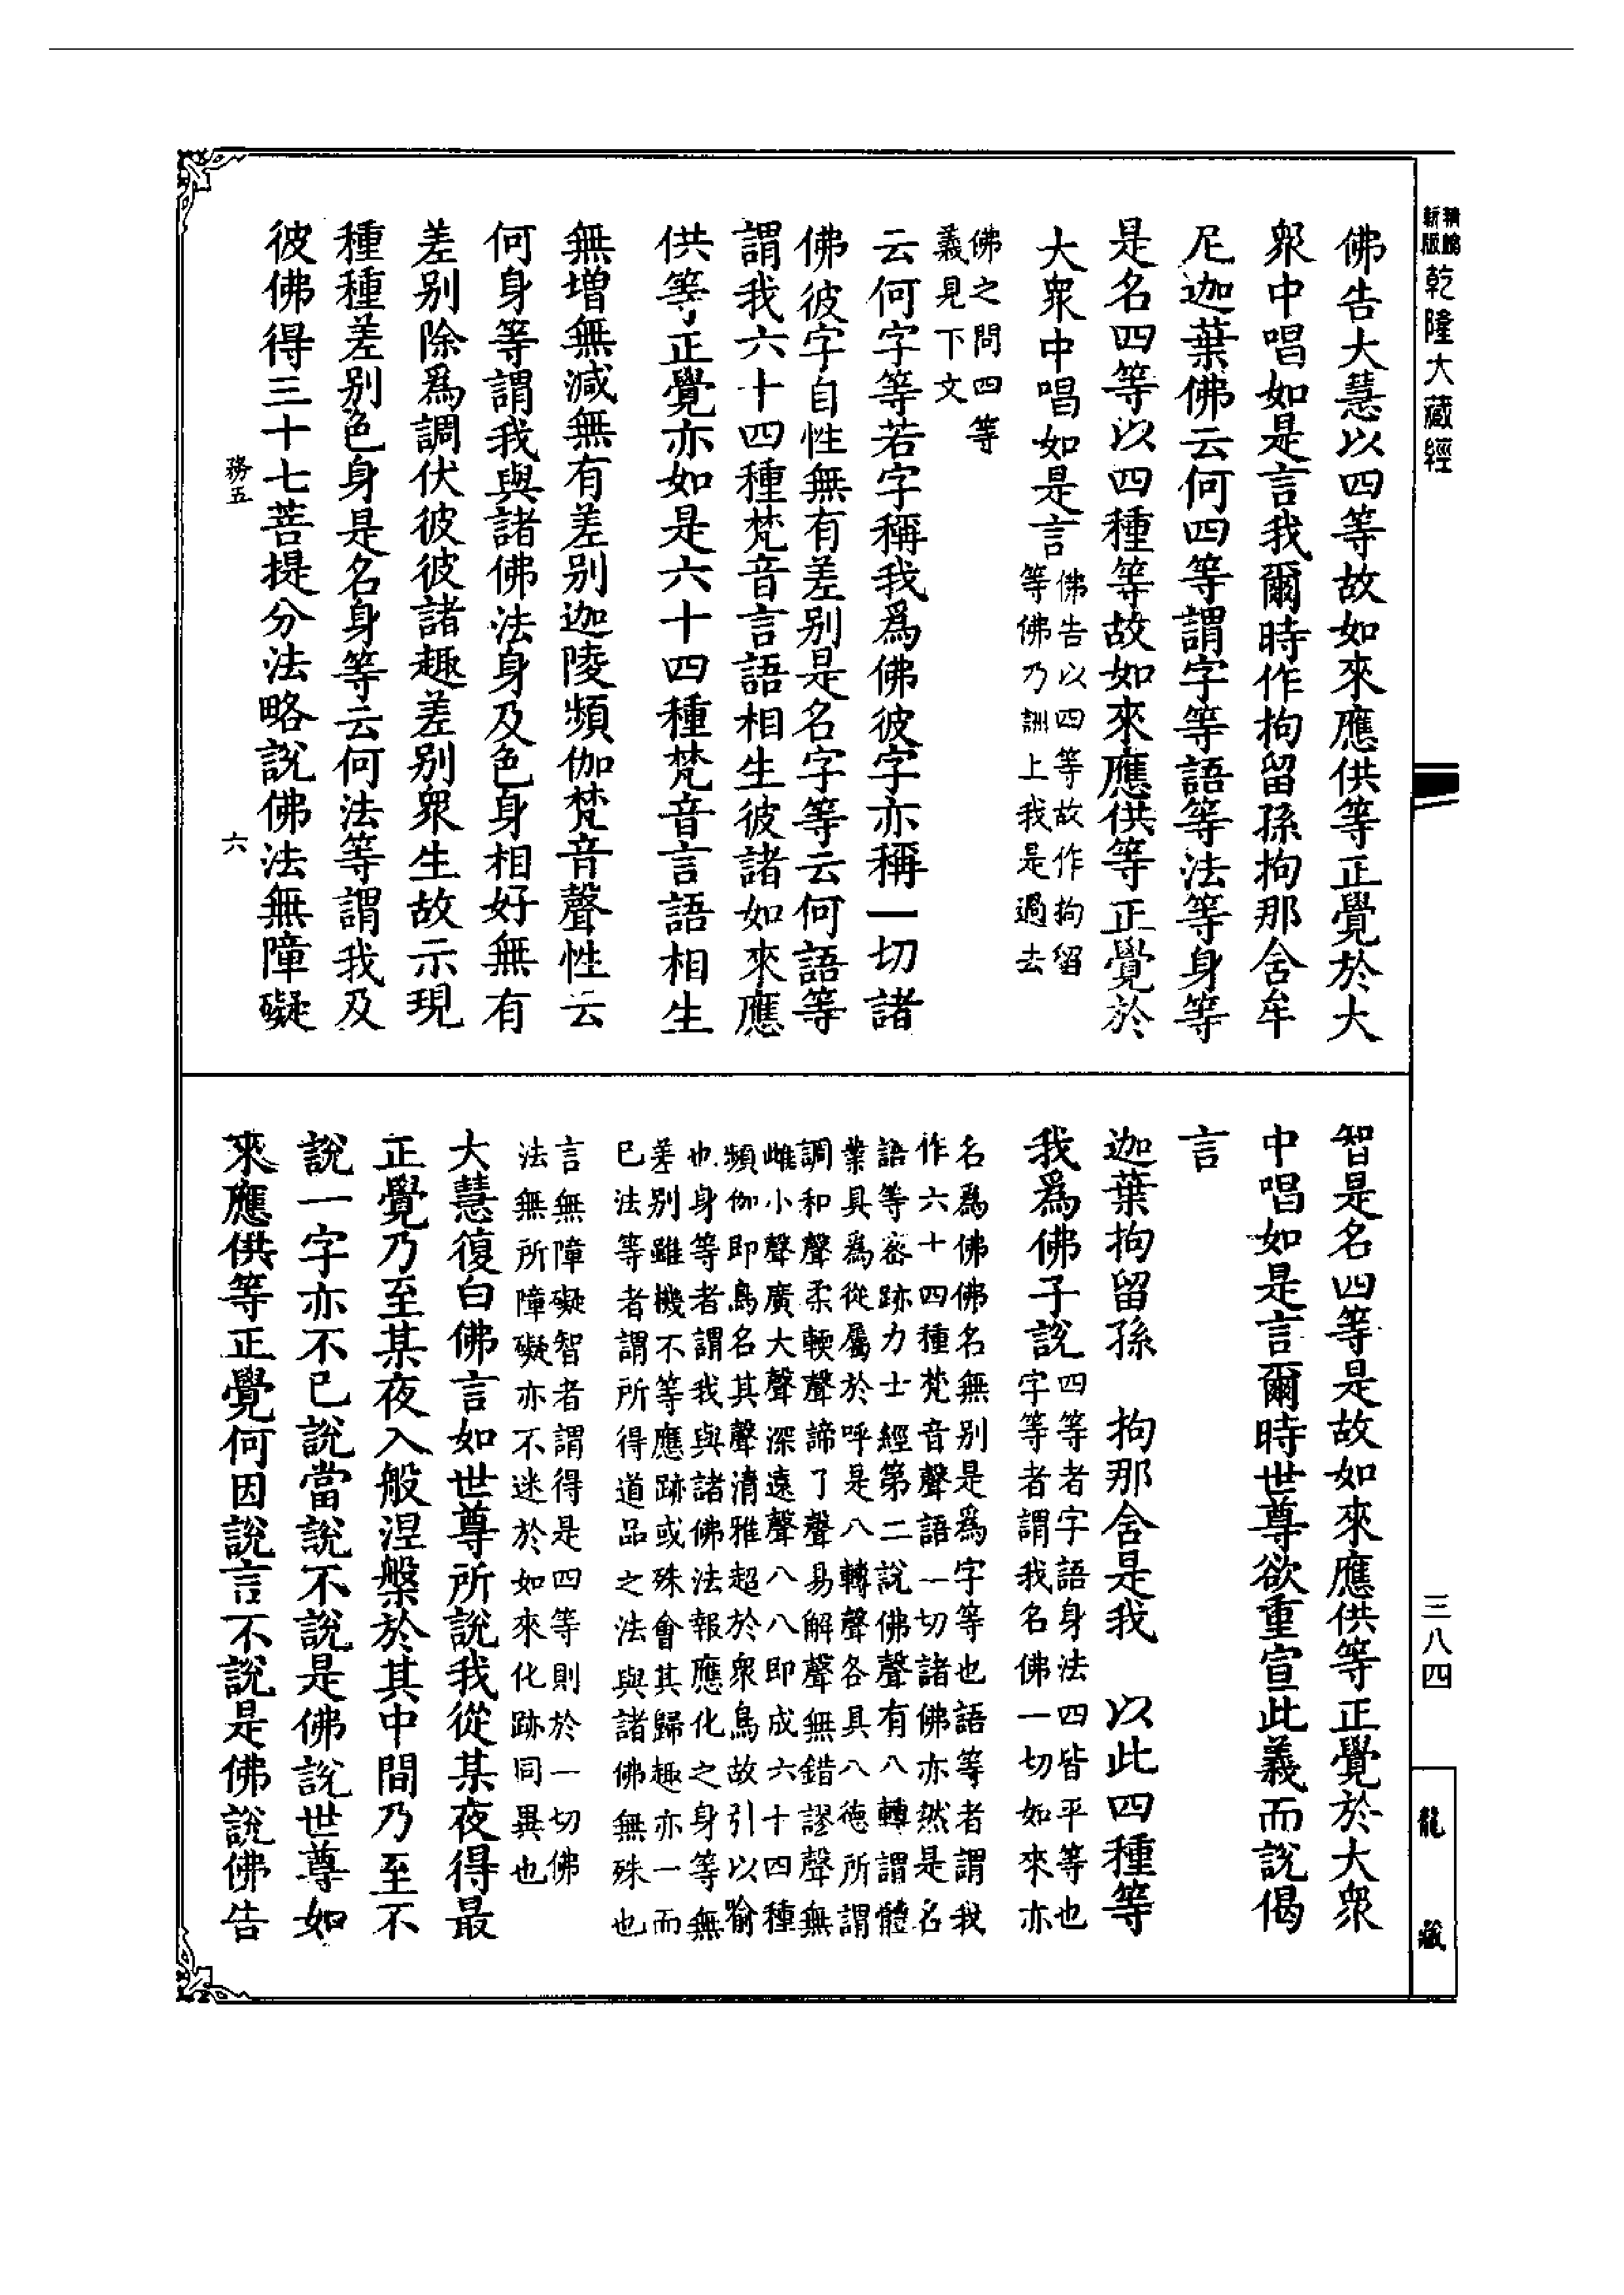 新版
精縮
乾隆大藏經
佛告大慧以四等故如來應供等正覺於大
衆中唱如是言我爾時作拘留孫拘那舍牟
尼迦葉佛云何四等謂字等語等法等身等
是名四等以四種等故如來應供等正覺於
大衆中唱如是言
佛告以四等故作拘留
等佛乃詶上我是過去
佛之問四等
義見下文
云何字等若字稱我爲佛彼字亦稱一切諸
佛彼字自性無有差别是名字等云何語等
謂我六十四種梵音言語相生彼諸如來應
供等正覺亦如是六十四種梵音言語相生
無增無減無有差别迦陵頻伽梵音聲性云
何身等謂我與諸佛法身及色身相好無有
差别除爲調伏彼彼諸趣差别衆生故示現
種種差别色身是名身等云何法等謂我及
彼佛得三十七菩提分法略說佛法無障礙
務五
六
智是名四等是故如來應供等正覺於大衆
中唱如是言爾時世尊欲重宣此義而說偈
言
迦葉拘留孫　拘那舍是我　以此四種等
我爲佛子說
四等者字語身法四皆平等也
字等者謂我名佛一切如來亦
名爲佛佛名無别是爲字等也語等者謂我
作六十四種梵音聲語一切諸佛亦然是名
語等密跡力士經第二說佛聲有八轉謂體
業具爲從屬於呼是八轉聲各具八德所謂
調和聲柔輭聲諦了聲易解聲無錯謬聲無
雌小聲廣大聲深遠聲八八即成六十四種
頻伽即鳥名其聲清雅超於衆鳥故引以喻
也身等者謂我與諸佛法報應化之身等無
差别雖機不等應跡或殊會其歸趣亦一而
已法等者謂所得道品之法與諸佛無殊也
言無障礙智者謂得是四等則於一切佛
法無所障礙亦不迷於如來化跡同異也
大慧復白佛言如世尊所說我從某夜得最
正覺乃至某夜入般涅槃於其中間乃至不
說一字亦不已說當說不說是佛說世尊如
來應供等正覺何因說言不說是佛說佛告
三八四
龍藏